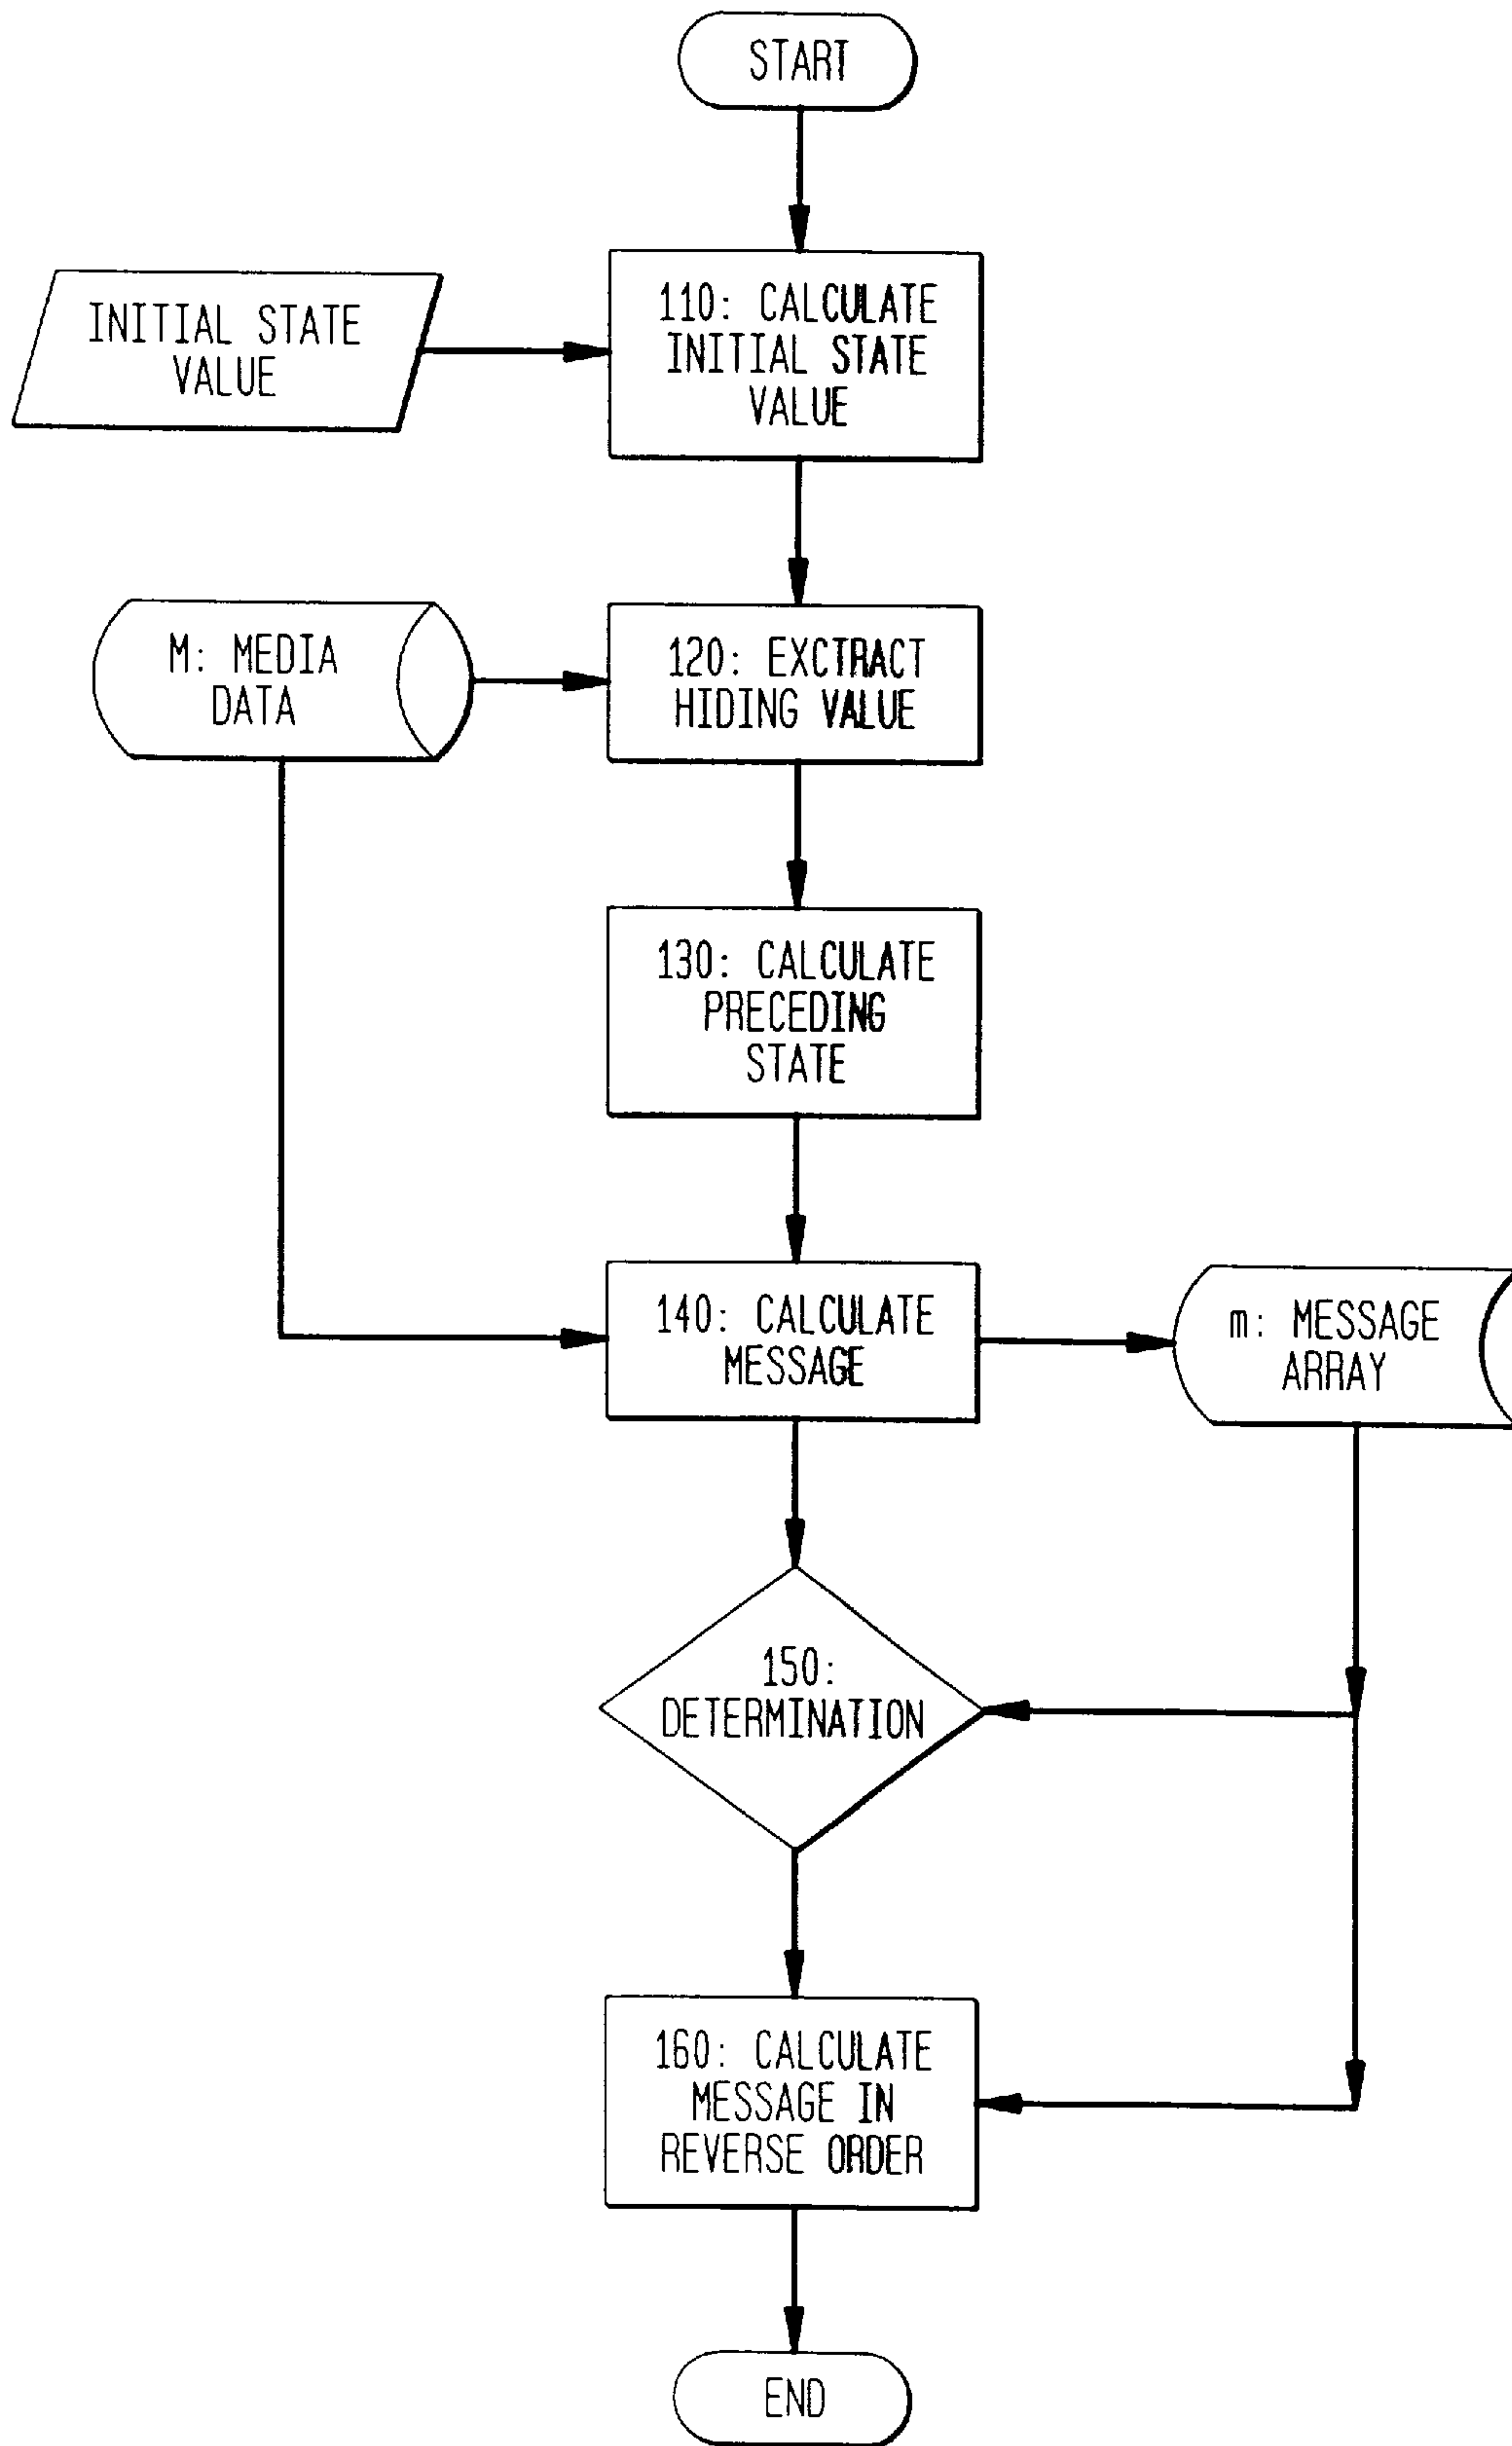 START
INITIAL STATE
VALUE
110: CALCULATE
INITIAL STATE
VALUE
M: MEDIA
DATA
120: EXCTRACT
HIDING VALUE
130: CALCULATE
PRECEDING
STATE
140: CALCULATE
MESSAGE
m: MESSAGE
ARRAY
150:
DETERMINATION
160: CALCULATE
MESSAGE IN
REVERSE ORDER
END